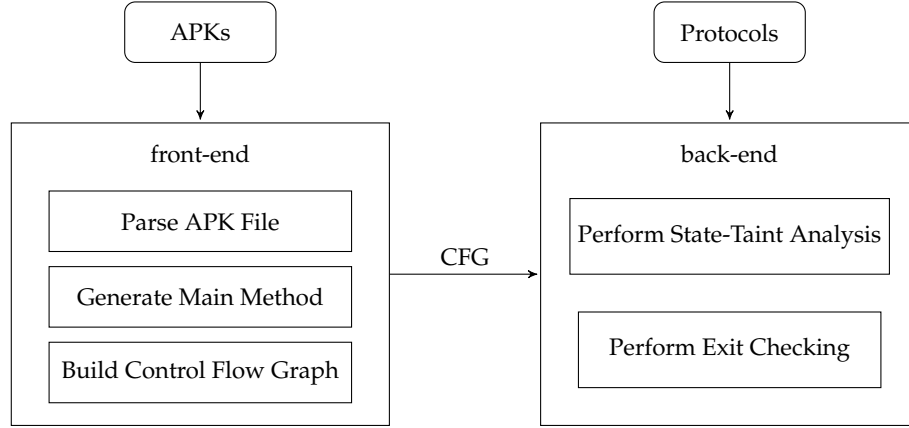 APKs
Protocols
front-end
Parse APK File
Generate Main Method
Build Control Flow Graph
CFG
back-end
Perform State-Taint Analysis
Perform Exit Checking